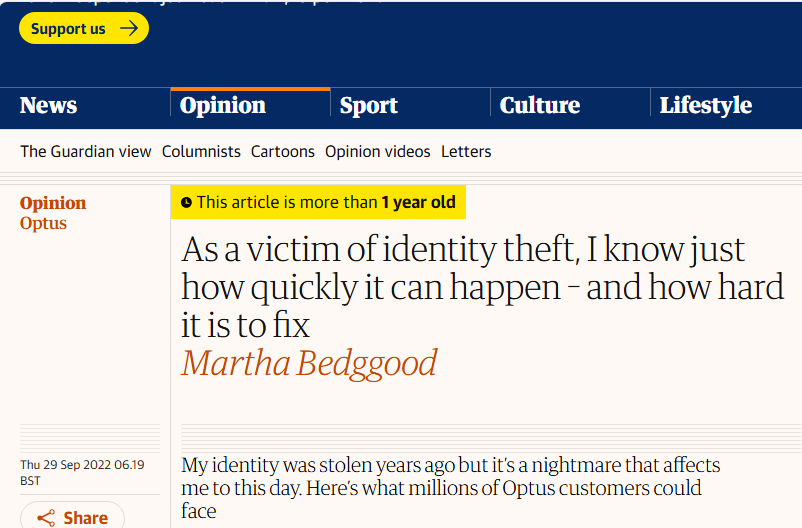 Support us
News
Opinion
Sport
Culture
Lifestyle
The Guardian view
Columnists
Cartoons
Opinion videos
Letters
Opinion
Optus
This article is more than 1 year old
As a victim of identity theft, I know just
how quickly it can happen – and how hard
it is to fix
Martha Bedggood
Thu 29 Sep 2022 06.19
BST
Share
My identity was stolen years ago but it’s a nightmare that affects
me to this day. Here’s what millions of Optus customers could
face